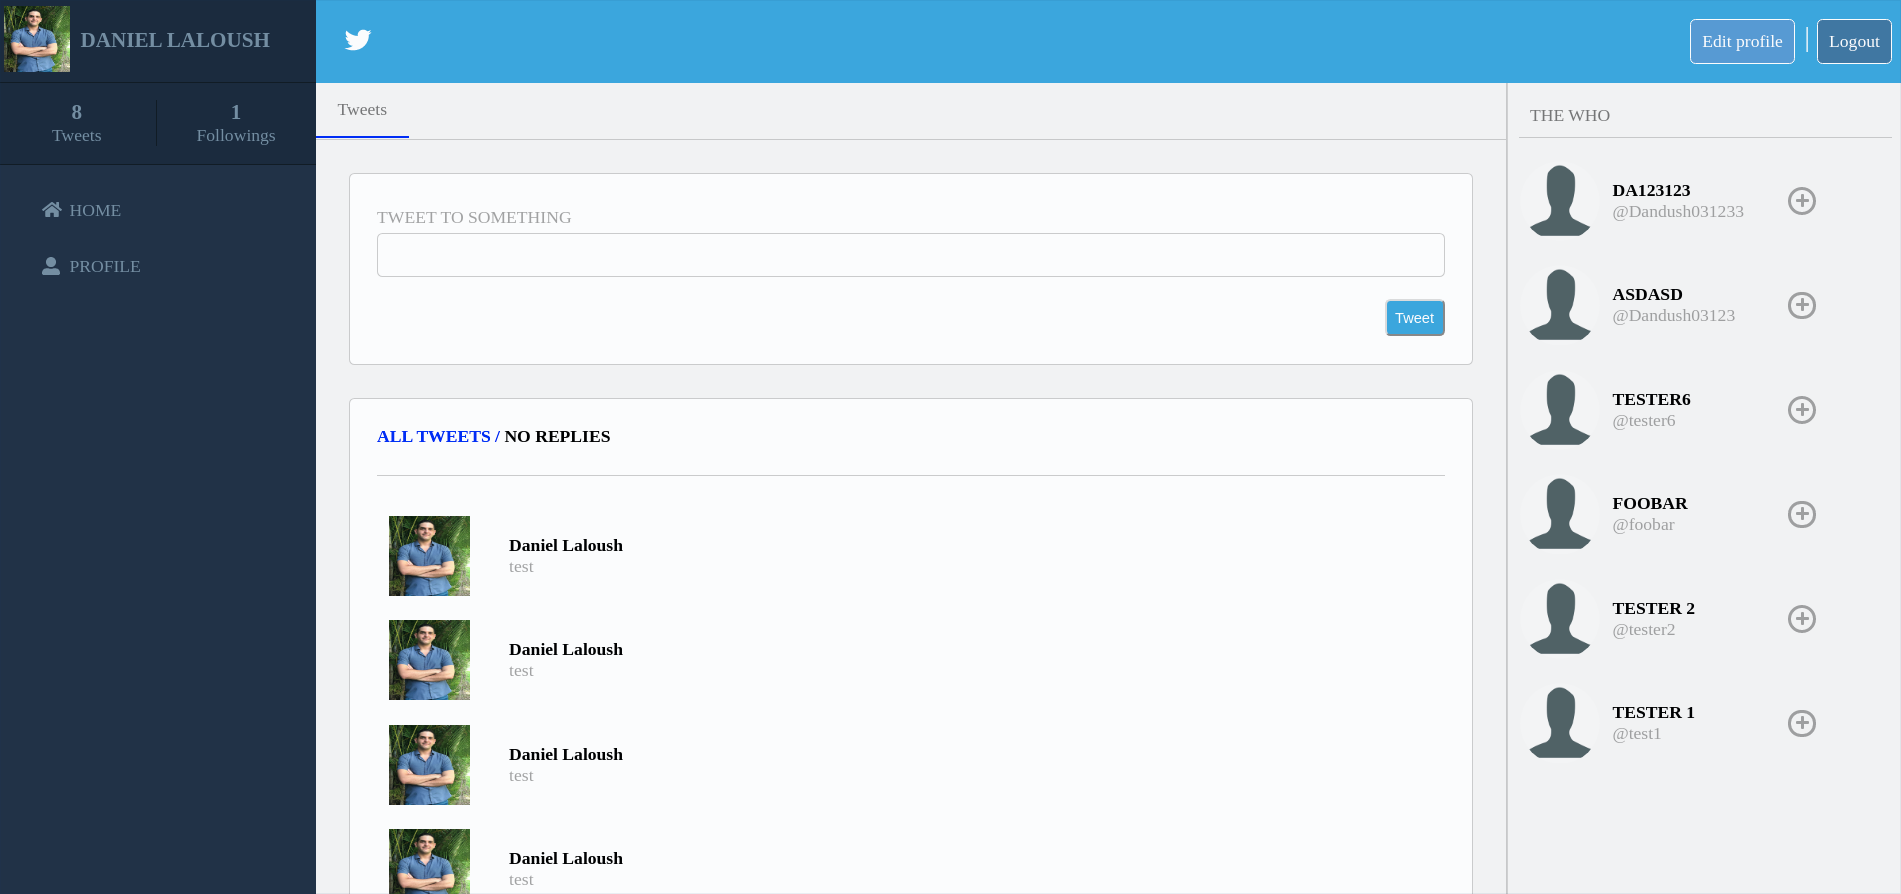 DANIEL LALOUSH
8
Tweets
1
Followings
HOME
PROFILE
Edit profile
|
Logout
Tweets
TWEET TO SOMETHING
Tweet
ALL TWEETS / NO REPLIES
Daniel Laloush
test
Daniel Laloush
test
Daniel Laloush
test
Daniel Laloush
test
THE WHO
DA123123
@Dandush031233
ASDASD
@Dandush03123
TESTER6
@tester6
FOOBAR
@foobar
TESTER 2
@tester2
TESTER 1
@test1